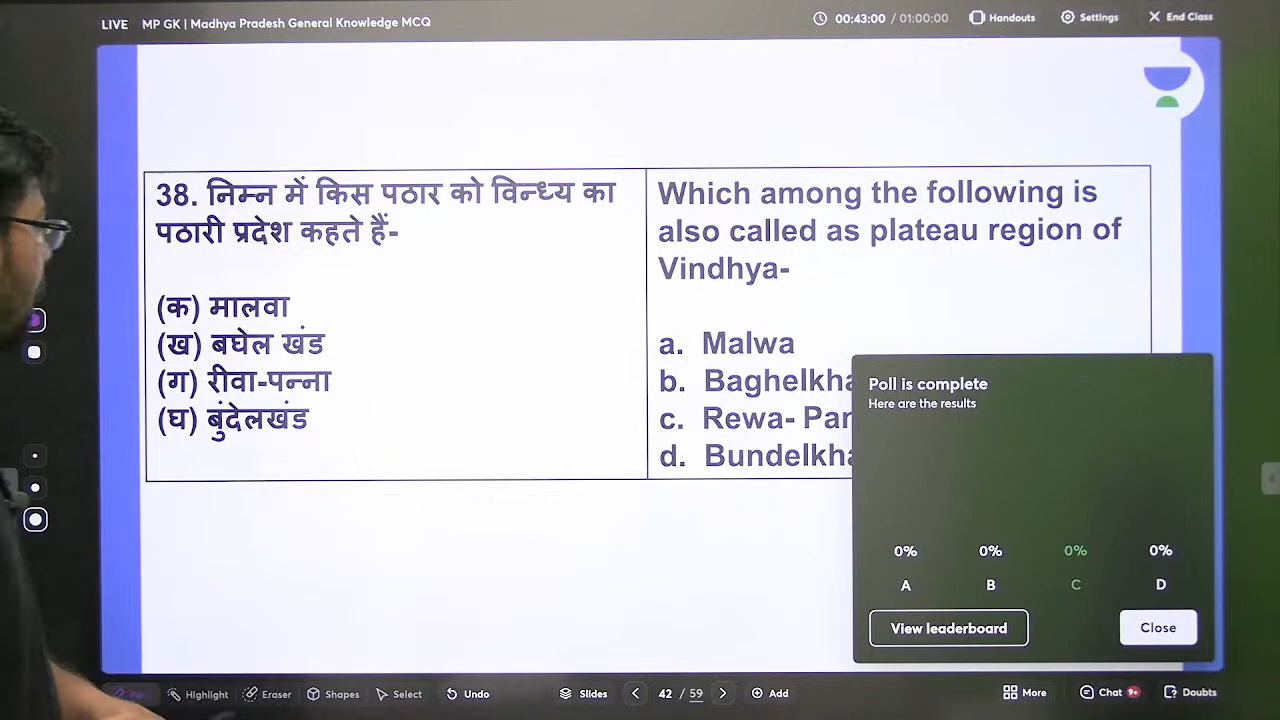 LIVE MP GK | Madhya Pradesh General Knowledge MCQ
00:43:00 / 01:00:00
Handouts
Settings
End Class
38. निम्न में किस पठार को विन्ध्य का
पठारी प्रदेश कहते हैं-
(क) मालवा
(ख) बघेल खंड
(ग) रीवा-पन्ना
(घ) बुंदेलखंड
Which among the following is
also called as plateau region of
Vindhya-
a. Malwa
b. Baghelkha
c. Rewa- Pan
d. Bundelkha
Poll is complete
Here are the results
0% 0% 0% 0%
A B C D
View leaderboard
Close
Highlight
Eraser
Shapes
Select
Undo
Slides
42 / 59
Add
More
Chat 9+
Doubts